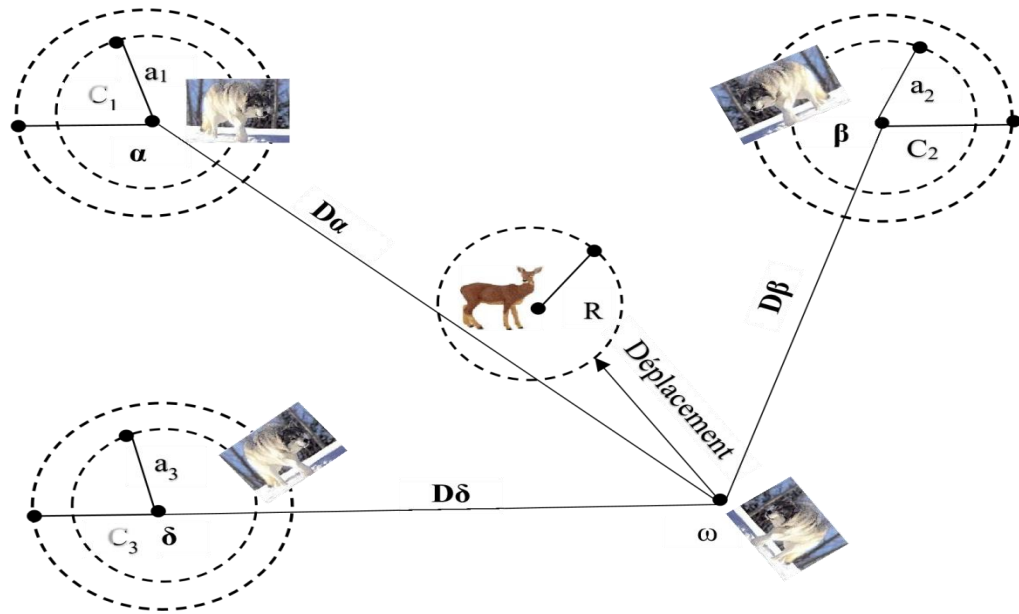 a₁
C₁
α
a₂
β
C₂
Dα
Dβ
R
Déplacement
a₃
C₃
δ
Dδ
ω